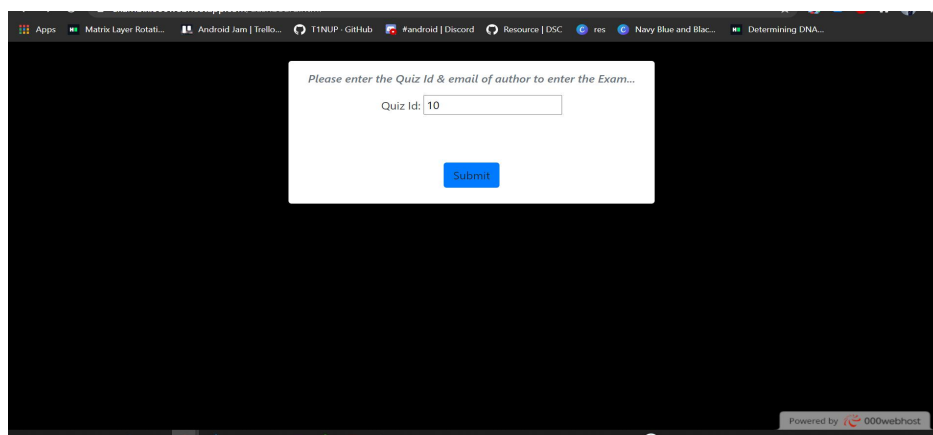 Apps Matrix Layer Rotati... Android Jam | Trello... T1NUP · GitHub #android | Discord Resource | DSC res Navy Blue and Blac... Determining DNA...
Please enter the Quiz Id & email of author to enter the Exam...
Quiz Id: 10
Submit
Powered by 000webhost